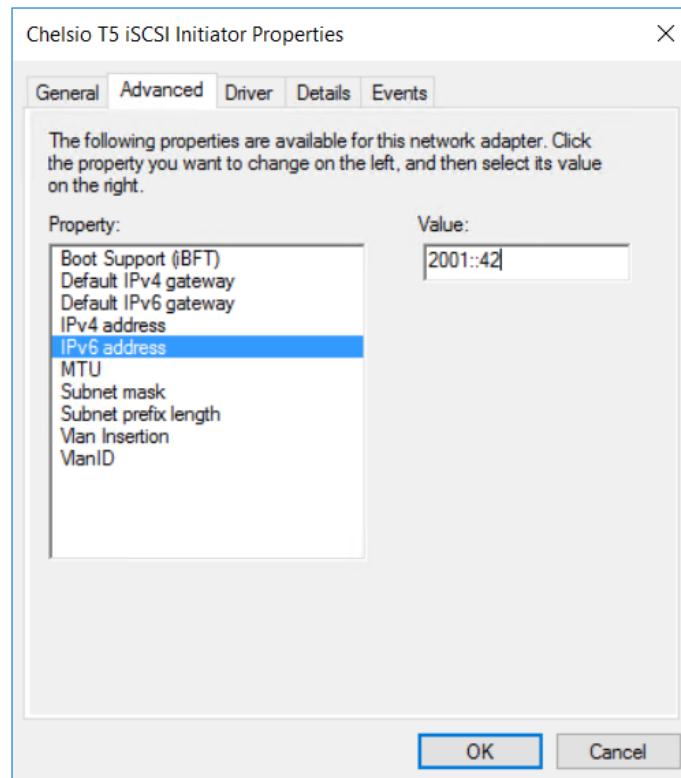 Chelsio T5 iSCSI Initiator Properties
General Advanced Driver Details Events
The following properties are available for this network adapter. Click
the property you want to change on the left, and then select its value
on the right.
Property: Value:
Boot Support (iBFT) 2001::42
Default IPv4 gateway
Default IPv6 gateway
IPv4 address
IPv6 address
MTU
Subnet mask
Subnet prefix length
Vlan Insertion
VlanID
OK Cancel